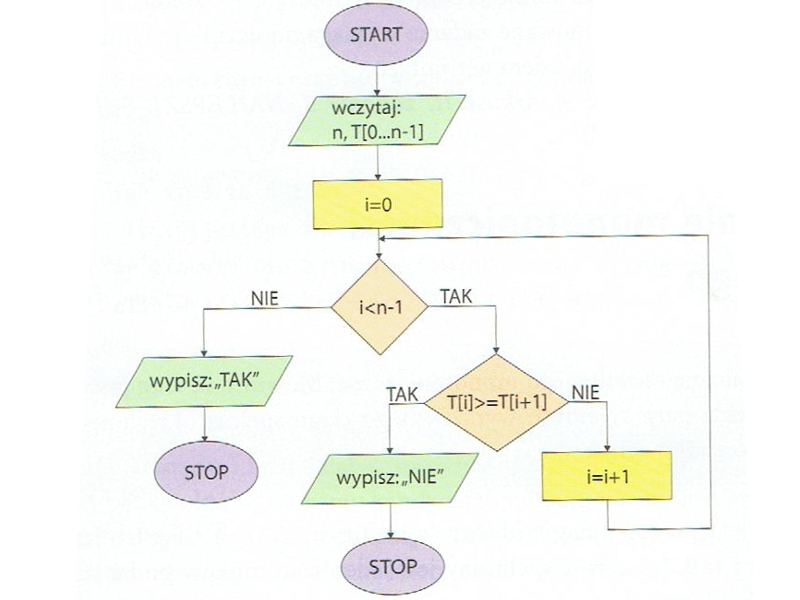 START
wczytaj:
n, T[0...n-1]
i=0
i<n-1
NIE
TAK
wypisz:„TAK”
STOP
T[i]>=T[i+1]
TAK
NIE
wypisz:„NIE”
i=i+1
STOP